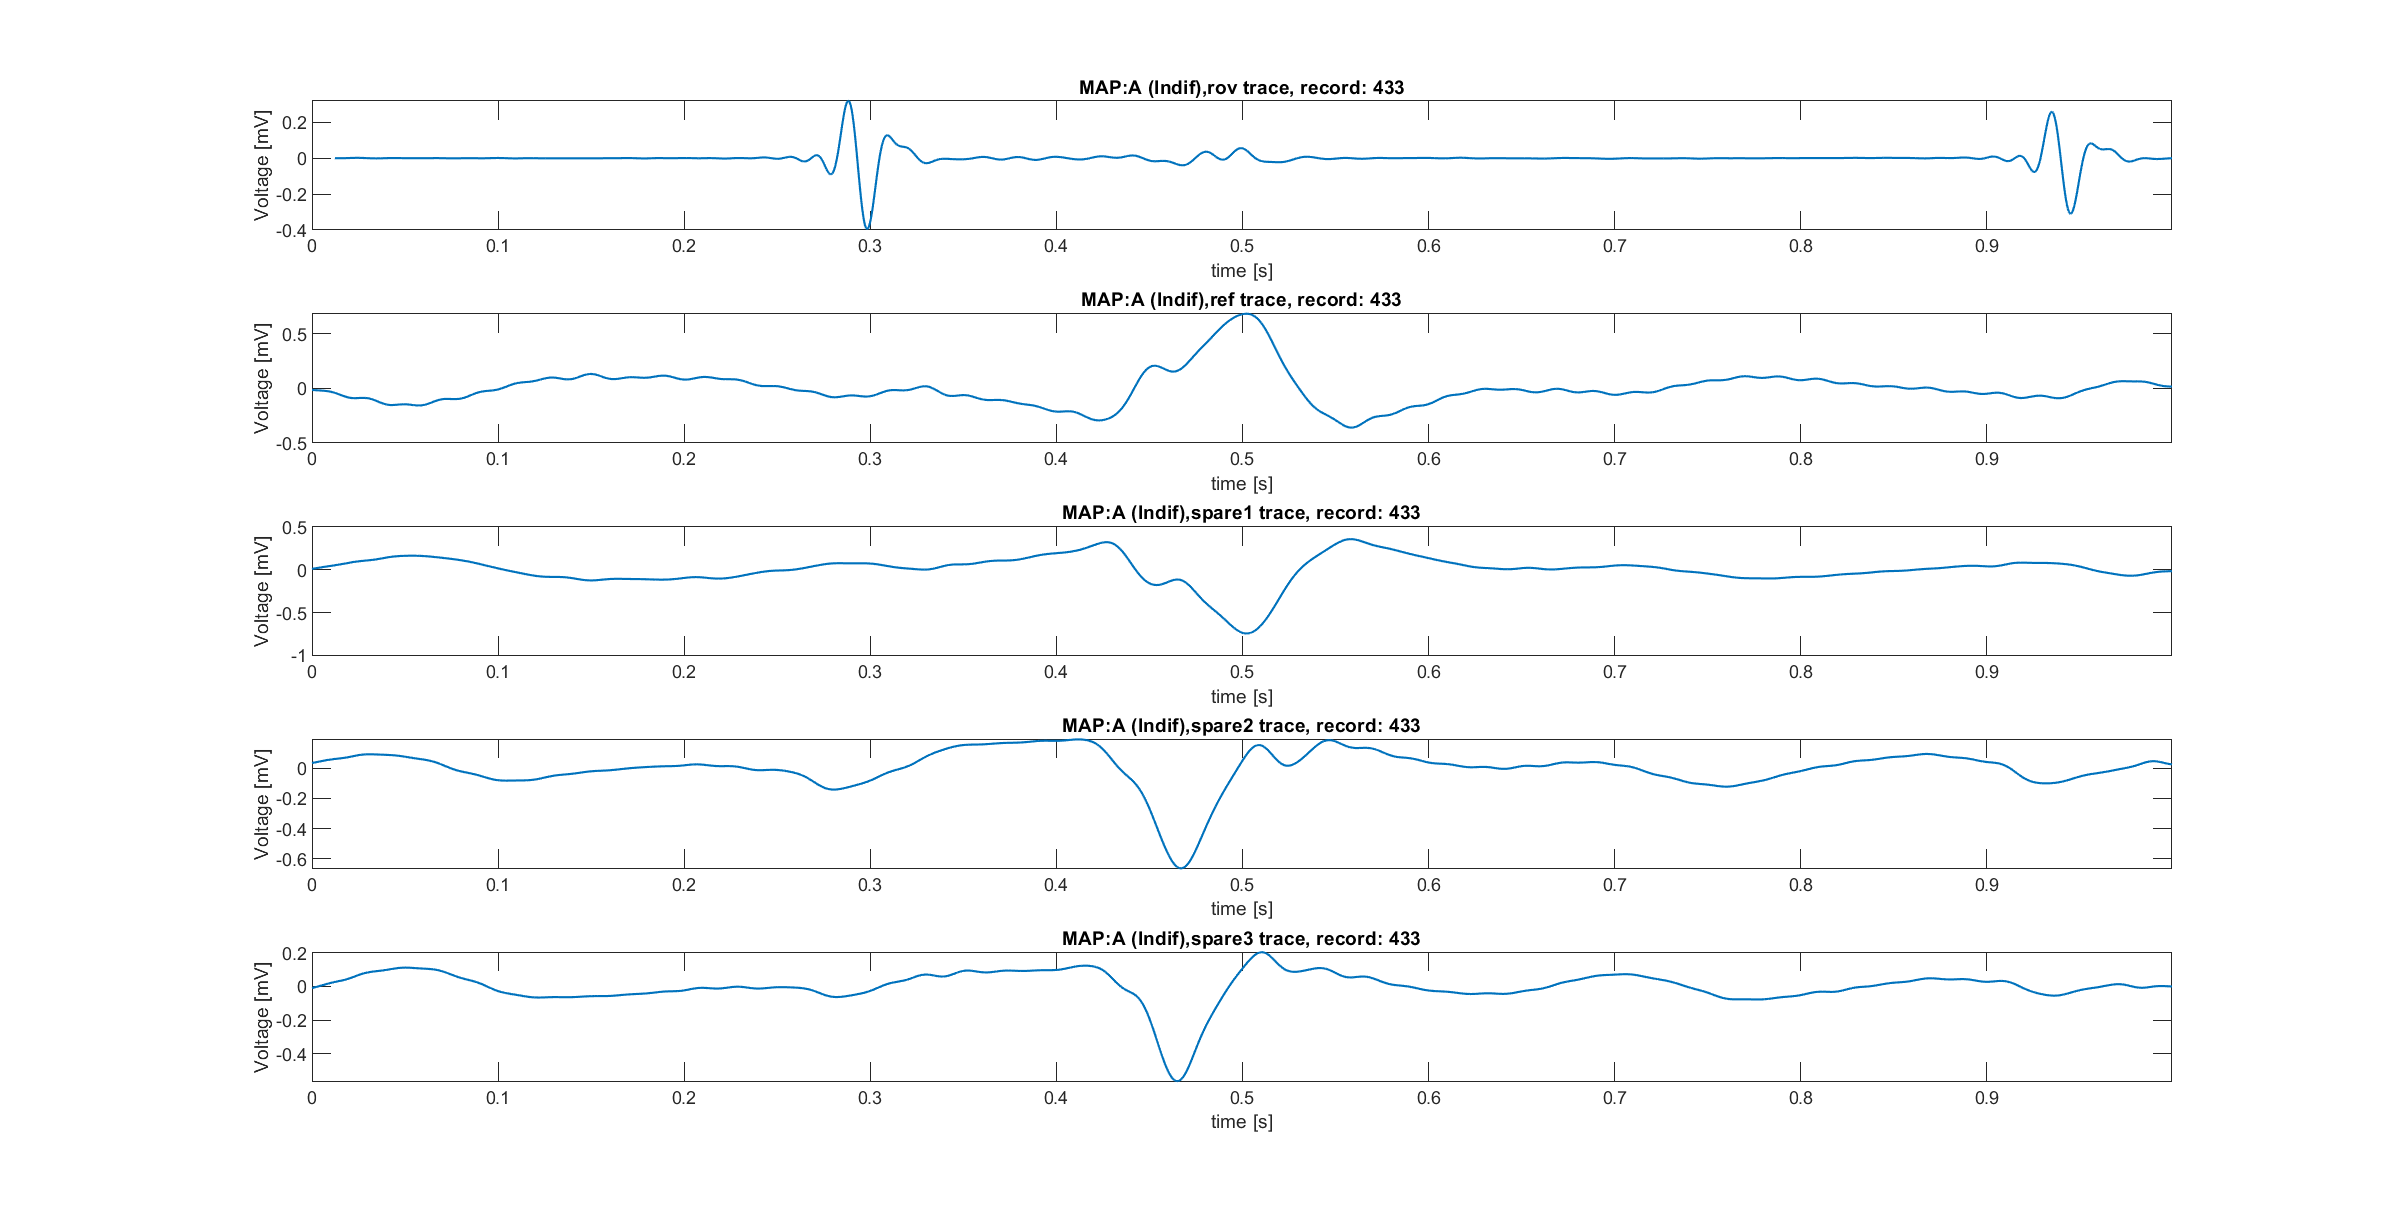 MAP:A (Indif),rov trace, record: 433
Voltage [mV]
0.2
0
-0.2
-0.4
0 0.1 0.2 0.3 0.4 0.5 0.6 0.7 0.8 0.9
time [s]
MAP:A (Indif),ref trace, record: 433
Voltage [mV]
0.5
0
-0.5
0 0.1 0.2 0.3 0.4 0.5 0.6 0.7 0.8 0.9
time [s]
MAP:A (Indif),spare1 trace, record: 433
Voltage [mV]
0.5
0
-0.5
-1
0 0.1 0.2 0.3 0.4 0.5 0.6 0.7 0.8 0.9
time [s]
MAP:A (Indif),spare2 trace, record: 433
Voltage [mV]
0
-0.2
-0.4
-0.6
0 0.1 0.2 0.3 0.4 0.5 0.6 0.7 0.8 0.9
time [s]
MAP:A (Indif),spare3 trace, record: 433
Voltage [mV]
0.2
0
-0.2
-0.4
0 0.1 0.2 0.3 0.4 0.5 0.6 0.7 0.8 0.9
time [s]